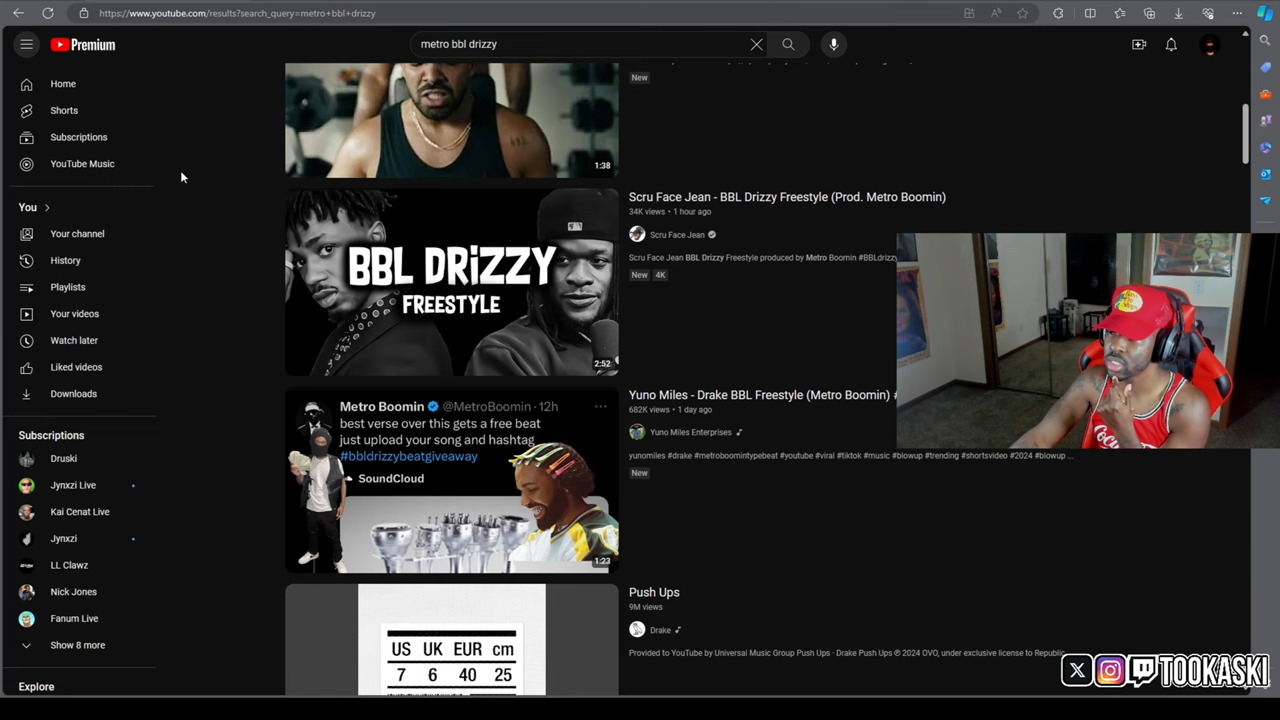 https://www.youtube.com/results?search_query=metro+bbl+drizzy
Premium
metro bbl drizzy
Home
Shorts
Subscriptions
YouTube Music
You
Your channel
History
Playlists
Your videos
Watch later
Liked videos
Downloads
Subscriptions
Druski
Jynxzi Live
Kai Cenat Live
Jynxzi
LL Clawz
Nick Jones
Fanum Live
Show 8 more
Explore
1:38
New
BBL DRiZZY
FREESTYLE
2:52
Scru Face Jean - BBL Drizzy Freestyle (Prod. Metro Boomin)
34K views • 1 hour ago
Scru Face Jean
Scru Face Jean BBL Drizzy Freestyle produced by Metro Boomin #BBLdrizzy
New 4K
Metro Boomin @MetroBoomin · 12h
best verse over this gets a free beat
just upload your song and hashtag
#bbldrizzybeatgiveaway
SoundCloud
1:23
Yuno Miles - Drake BBL Freestyle (Metro Boomin)
682K views • 1 day ago
Yuno Miles Enterprises
yunomiles #drake #metroboomintypebeat #youtube #viral #tiktok #music #blowup #trending #shortsvideo #2024 #blowup ...
New
US UK EUR cm
7 6 40 25
Push Ups
9M views
Drake
Provided to YouTube by Universal Music Group Push Ups · Drake Push Ups ℗ 2024 OVO, under exclusive license to Republic
TOOKASKI